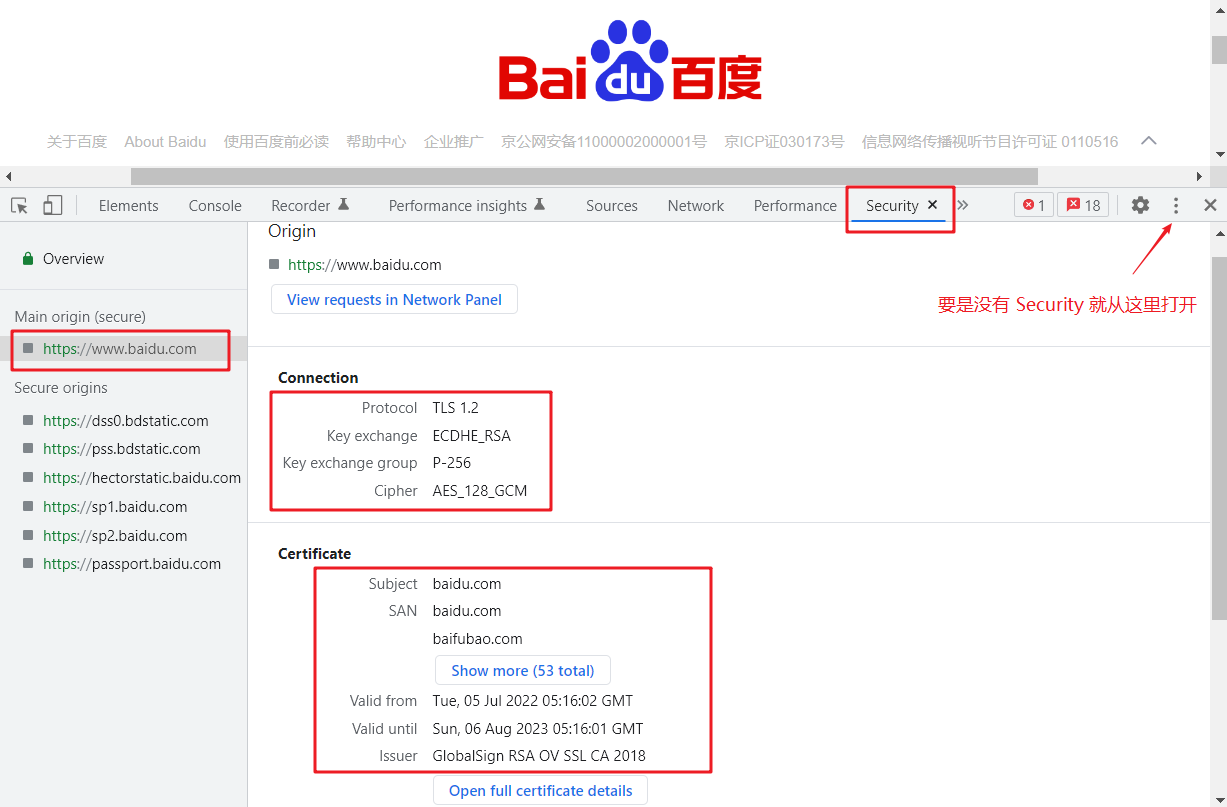 Baidu百度
关于百度 About Baidu 使用百度前必读 帮助中心 企业推广 京公网安备11000002000001号 京ICP证030173号 信息网络传播视听节目许可证 0110516
Elements Console Recorder Performance insights Sources Network Performance Security × » 1 18
要是没有 Security 就从这里打开
Overview
Main origin (secure)
https://www.baidu.com
Secure origins
https://dss0.bdstatic.com
https://pss.bdstatic.com
https://hectorstatic.baidu.com
https://sp1.baidu.com
https://sp2.baidu.com
https://passport.baidu.com
Origin
https://www.baidu.com
View requests in Network Panel
Connection
Protocol TLS 1.2
Key exchange ECDHE_RSA
Key exchange group P-256
Cipher AES_128_GCM
Certificate
Subject baidu.com
SAN baidu.com
baifubao.com
Show more (53 total)
Valid from Tue, 05 Jul 2022 05:16:02 GMT
Valid until Sun, 06 Aug 2023 05:16:01 GMT
Issuer GlobalSign RSA OV SSL CA 2018
Open full certificate details